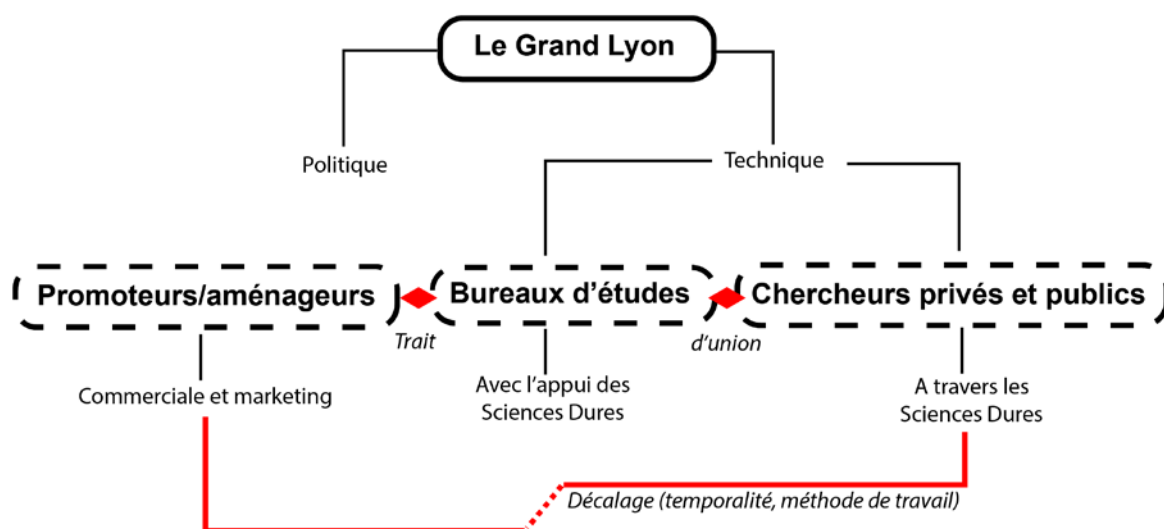 Le Grand Lyon
Politique
Technique
Promoteurs/aménageurs
Bureaux d'études
Chercheurs privés et publics
Trait
d'union
Commerciale et marketing
Avec l'appui des
Sciences Dures
A travers les
Sciences Dures
Décalage (temporalité, méthode de travail)